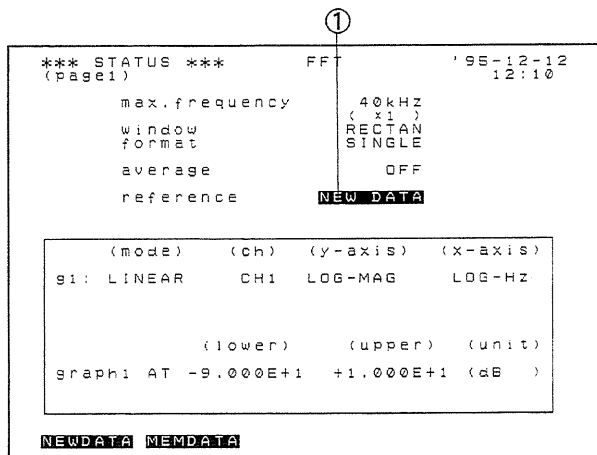 ①
*** STATUS *** FFT '95-12-12
(page1) 12:10
max.frequency 40kHz
( x1 )
window RECTAN
format SINGLE
average OFF
reference NEW DATA
(mode) (ch) (y-axis) (x-axis)
g1: LINEAR CH1 LOG-MAG LOG-Hz
(lower) (upper) (unit)
graph1 AT -9.000E+1 +1.000E+1 (dB )
NEWDATA MEMDATA